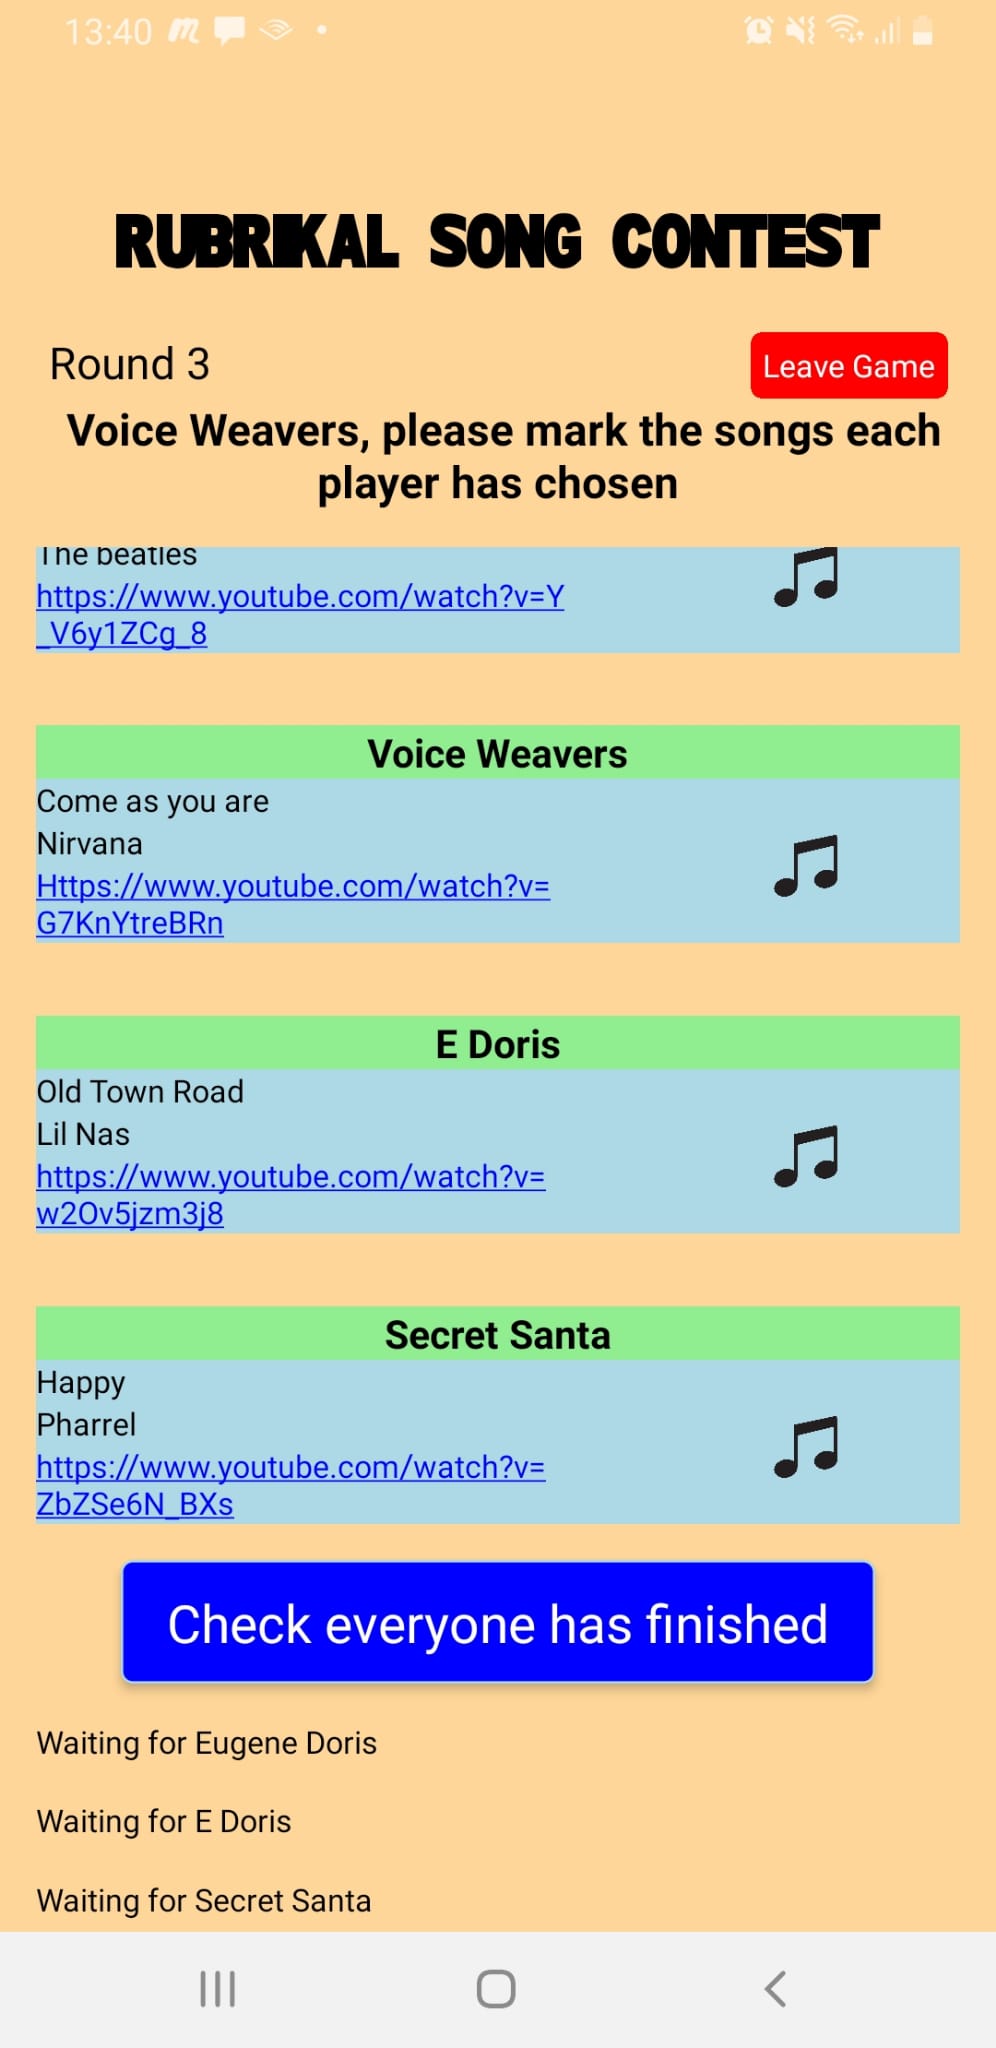 13:40
RUBRIKAL SONG CONTEST
Round 3
Leave Game
Voice Weavers, please mark the songs each
player has chosen
The beatles
https://www.youtube.com/watch?v=Y
_V6y1ZCg_8
Voice Weavers
Come as you are
Nirvana
Https://www.youtube.com/watch?v=
G7KnYtreBRn
E Doris
Old Town Road
Lil Nas
https://www.youtube.com/watch?v=
w2Ov5jzm3j8
Secret Santa
Happy
Pharrel
https://www.youtube.com/watch?v=
ZbZSe6N_BXs
Check everyone has finished
Waiting for Eugene Doris
Waiting for E Doris
Waiting for Secret Santa